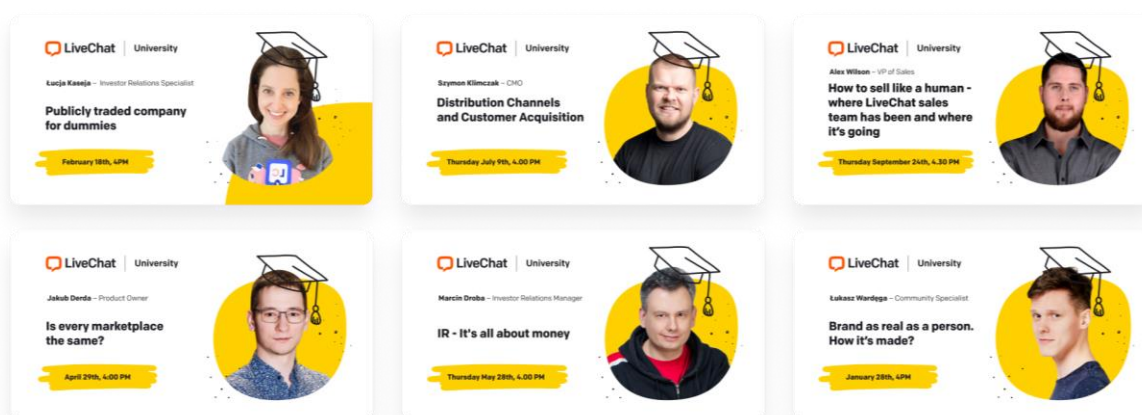 LiveChat University
Łucja Kaseja – Investor Relations Specialist
Publicly traded company
for dummies
February 18th, 4PM
LiveChat University
Szymon Klimczak – CMO
Distribution Channels
and Customer Acquisition
Thursday July 9th, 4.00 PM
LiveChat University
Alex Wilson – VP of Sales
How to sell like a human -
where LiveChat sales
team has been and where
it's going
Thursday September 24th, 4.30 PM
LiveChat University
Jakub Derda – Product Owner
Is every marketplace
the same?
April 29th, 4:00 PM
LiveChat University
Marcin Droba – Investor Relations Manager
IR - It's all about money
Thursday May 28th, 4.00 PM
LiveChat University
Łukasz Wardęga – Community Specialist
Brand as real as a person.
How it's made?
January 28th, 4PM